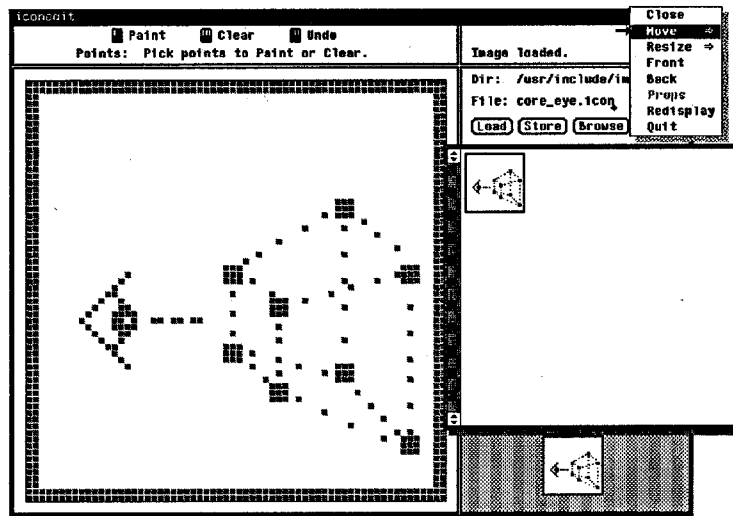 iconedit
Paint Clear Undo
Points: Pick points to Paint or Clear.
Image loaded.
Dir: /usr/include/im
File: core_eye.icon
Load Store Browse
Close
Move ⇒
Resize ⇒
Front
Back
Props
Redisplay
Quit